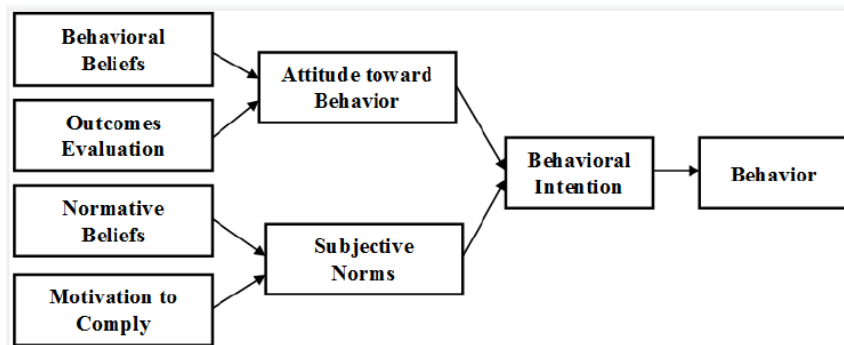 Behavioral
Beliefs
Outcomes
Evaluation
Normative
Beliefs
Motivation to
Comply
Attitude toward
Behavior
Subjective
Norms
Behavioral
Intention
Behavior